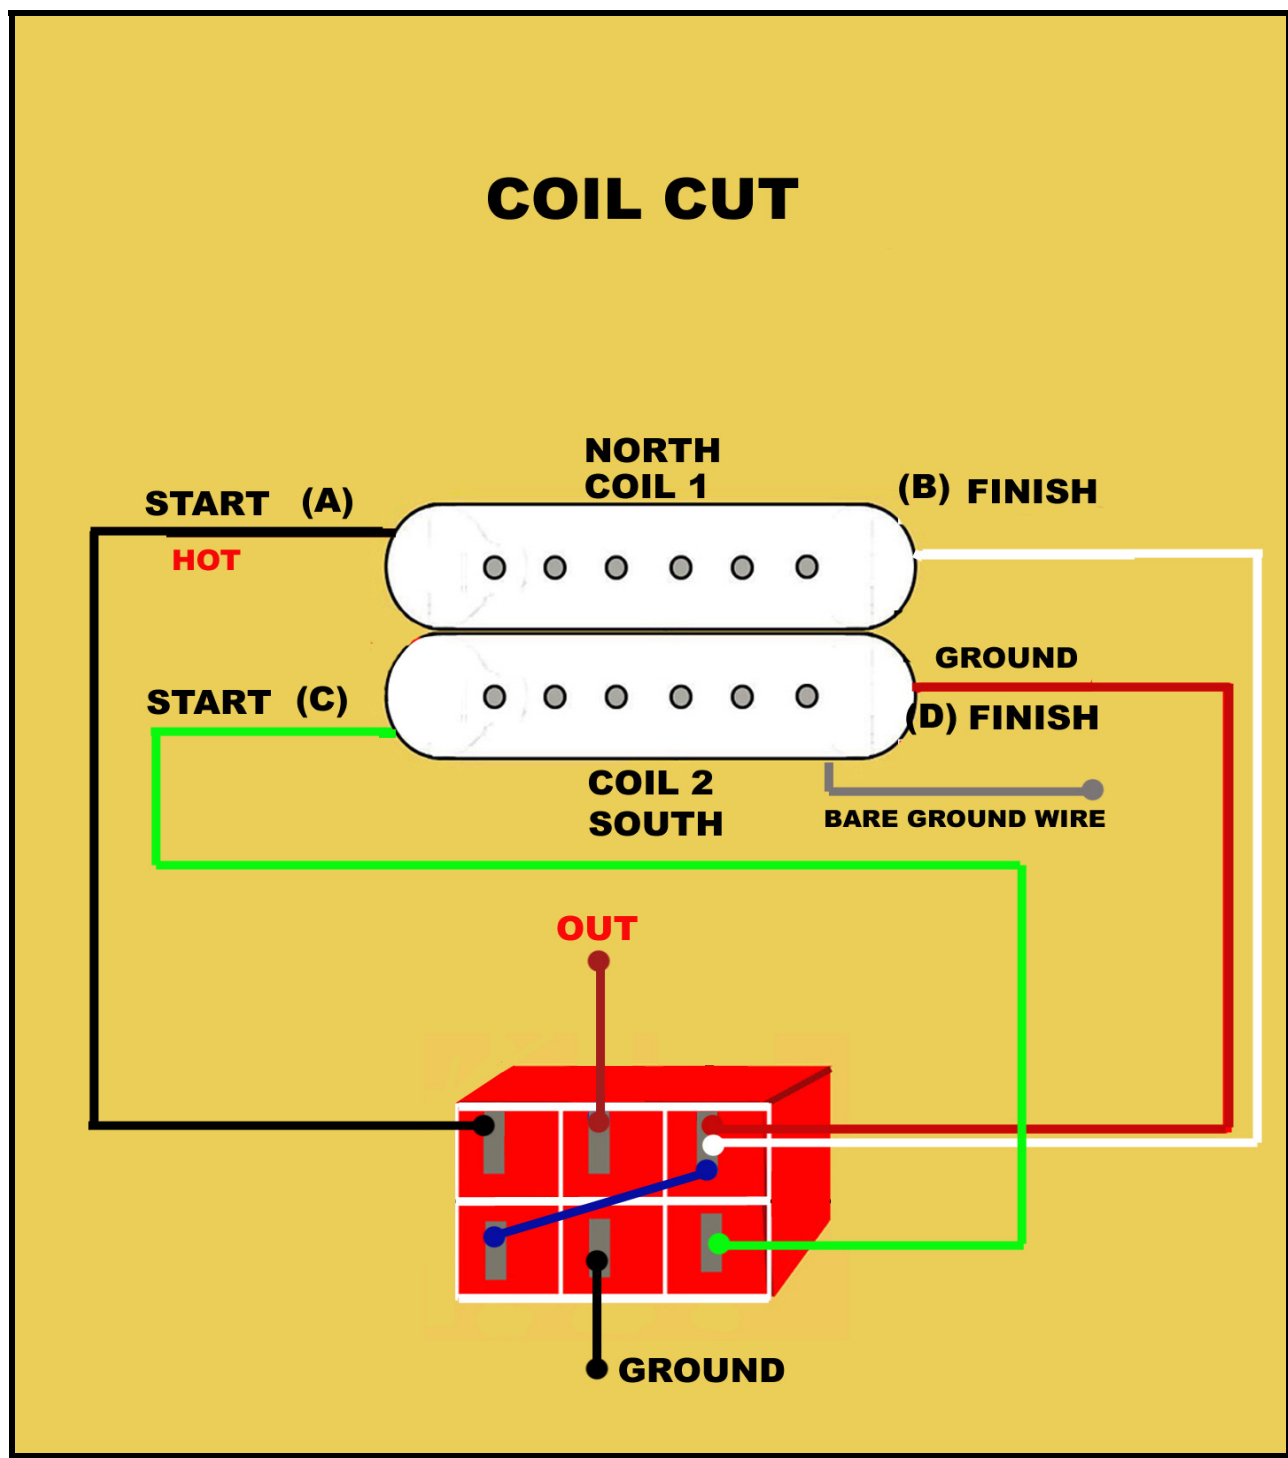 COIL CUT
NORTH
COIL 1
START (A)
(B) FINISH
HOT
GROUND
START (C)
(D) FINISH
COIL 2
SOUTH
BARE GROUND WIRE
OUT
GROUND